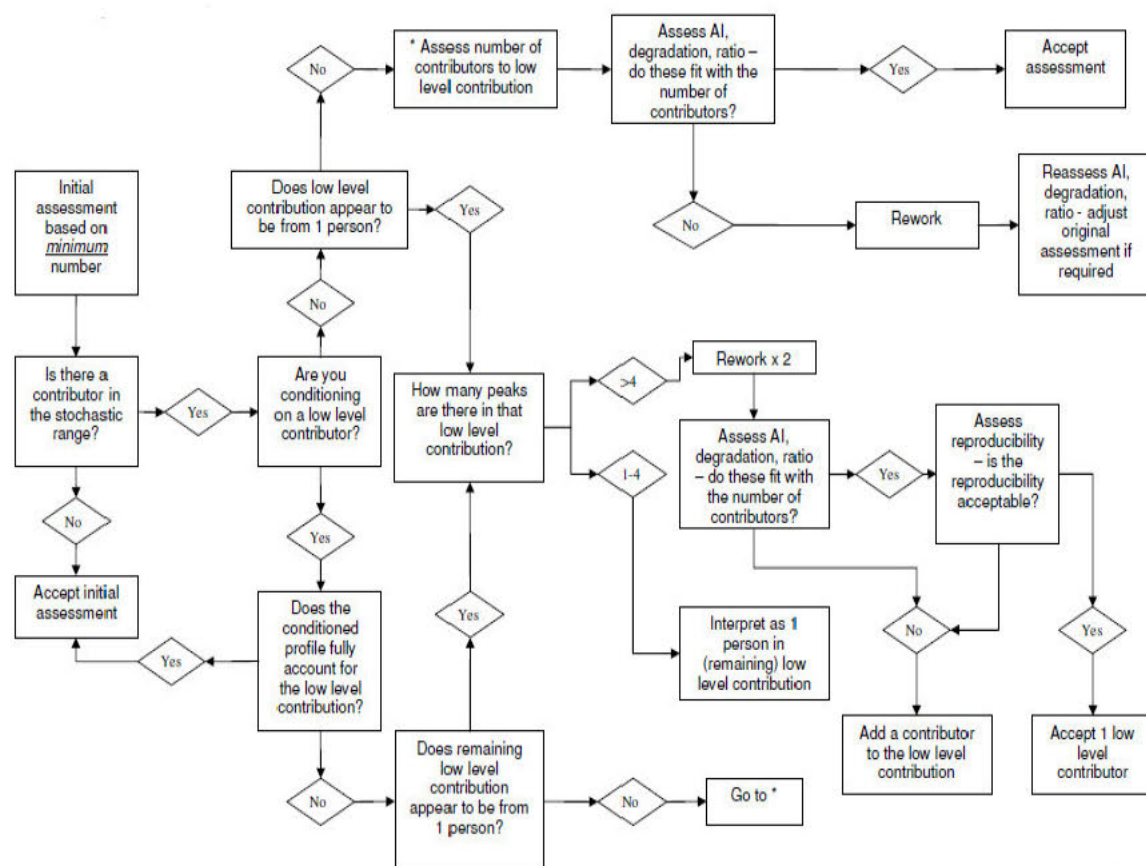 No
* Assess number of
contributors to low
level contribution
Assess AI,
degradation, ratio –
do these fit with the
number of
contributors?
Yes
Accept
assessment
Initial
assessment
based on
minimum
number
Does low level
contribution appear to
be from 1 person?
Yes
No
Rework
Reassess AI,
degradation,
ratio - adjust
original
assessment if
required
No
Is there a
contributor in
the stochastic
range?
Yes
Are you
conditioning
on a low level
contributor?
How many peaks
are there in that
low level
contribution?
>4
Rework x 2
1-4
Assess AI,
degradation, ratio
– do these fit with
the number of
contributors?
Yes
Assess
reproducibility
– is the
reproducibility
acceptable?
No
Yes
Accept initial
assessment
Yes
Does the
conditioned
profile fully
account for
the low level
contribution?
Yes
Interpret as 1
person in
(remaining) low
level contribution
No
Yes
Add a contributor
to the low level
contribution
Accept 1 low
level
contributor
No
Does remaining
low level
contribution
appear to be from
1 person?
No
Go to *